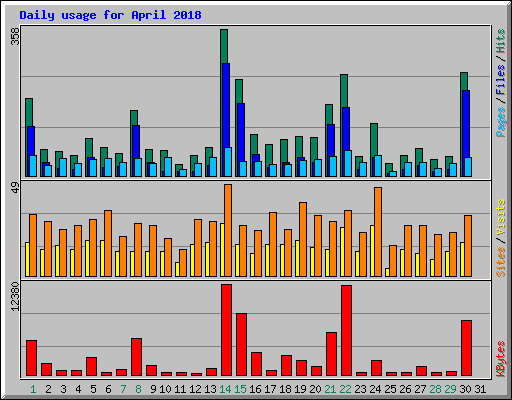 Daily usage for April 2018
358
Pages / Files / Hits
49
Sites / Visits
12380
KBytes
1 2 3 4 5 6 7 8 9 10 11 12 13 14 15 16 17 18 19 20 21 22 23 24 25 26 27 28 29 30 31